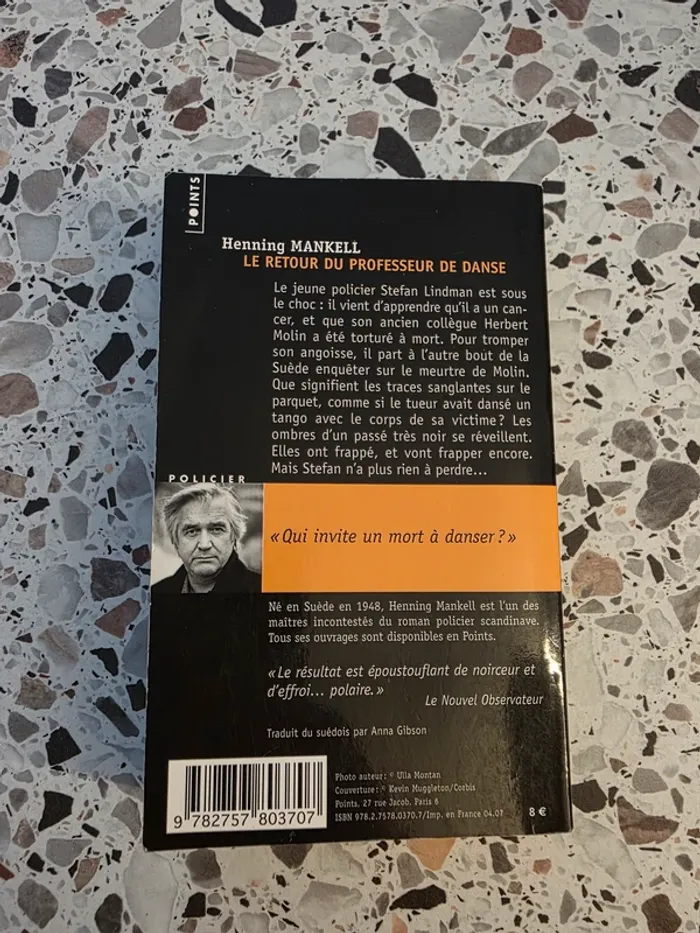 POINTS
Henning MANKELL
LE RETOUR DU PROFESSEUR DE DANSE
Le jeune policier Stefan Lindman est sous
le choc : il vient d'apprendre qu'il a un can-
cer, et que son ancien collègue Herbert
Molin a été torturé à mort. Pour tromper
son angoisse, il part à l'autre bout de la
Suède enquêter sur le meurtre de Molin.
Que signifient les traces sanglantes sur le
parquet, comme si le tueur avait dansé un
tango avec le corps de sa victime ? Les
ombres d'un passé très noir se réveillent.
Elles ont frappé, et vont frapper encore.
Mais Stefan n'a plus rien à perdre...
POLICIER
« Qui invite un mort à danser ? »
Né en Suède en 1948, Henning Mankell est l'un des
maîtres incontestés du roman policier scandinave.
Tous ses ouvrages sont disponibles en Points.
« Le résultat est époustouflant de noirceur et
d'effroi... polaire. »
Le Nouvel Observateur
Traduit du suédois par Anna Gibson
Photo auteur : © Ulla Montan
Couverture : © Kevin Muggleton/Corbis
Points, 27 rue Jacob, Paris 6
ISBN 978.2.7578.0370.7/Imp. en France 04.07
8 €
9 782757 803707